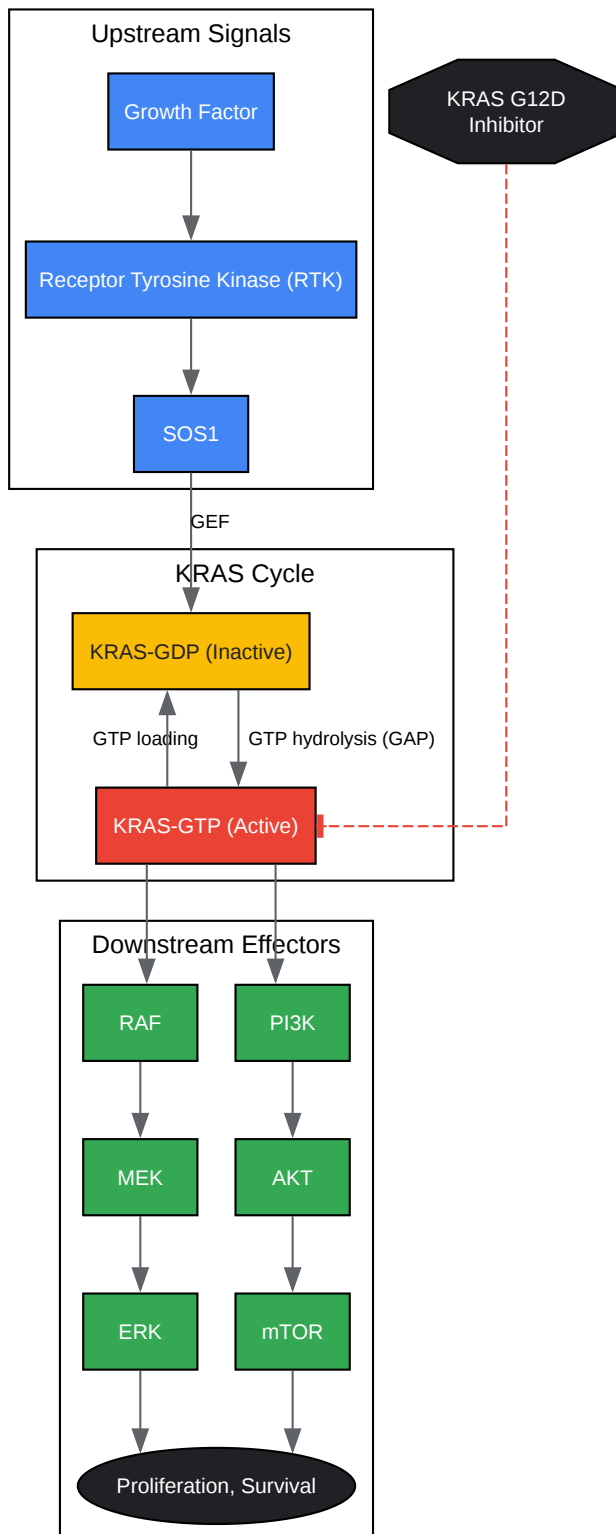 Upstream Signals
Growth Factor
KRAS G12D
Inhibitor
Receptor Tyrosine Kinase (RTK)
SOS1
GEF
KRAS Cycle
KRAS-GDP (Inactive)
GTP loading
GTP hydrolysis (GAP)
KRAS-GTP (Active)
Downstream Effectors
RAF
PI3K
MEK
AKT
ERK
mTOR
Proliferation, Survival